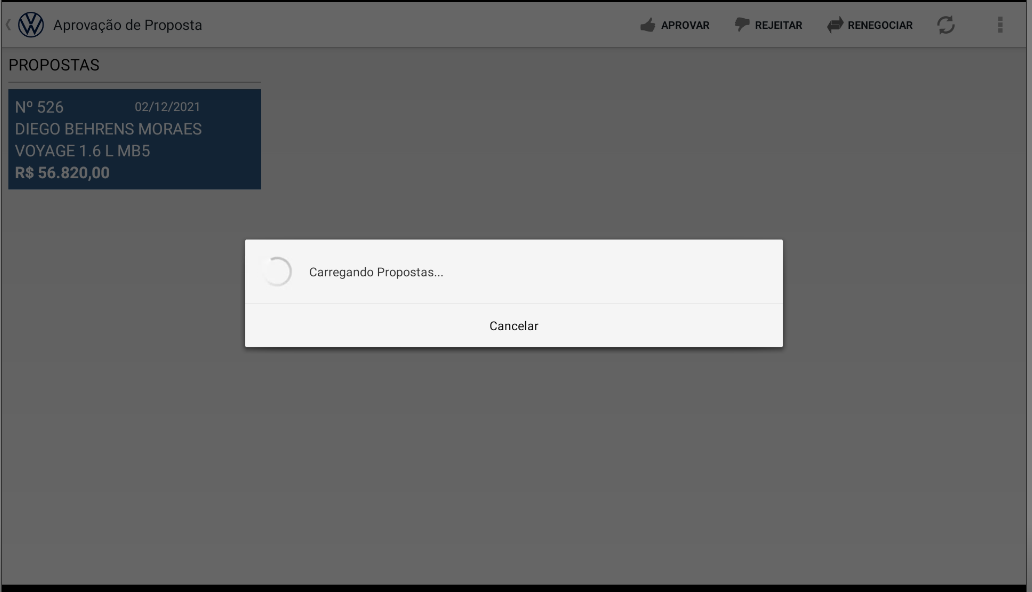 Aprovação de Proposta APROVAR REJEITAR RENEGOCIAR
PROPOSTAS
Nº 526 02/12/2021
DIEGO BEHRENS MORAES
VOYAGE 1.6 L MB5
R$ 56.820,00
Carregando Propostas...
Cancelar